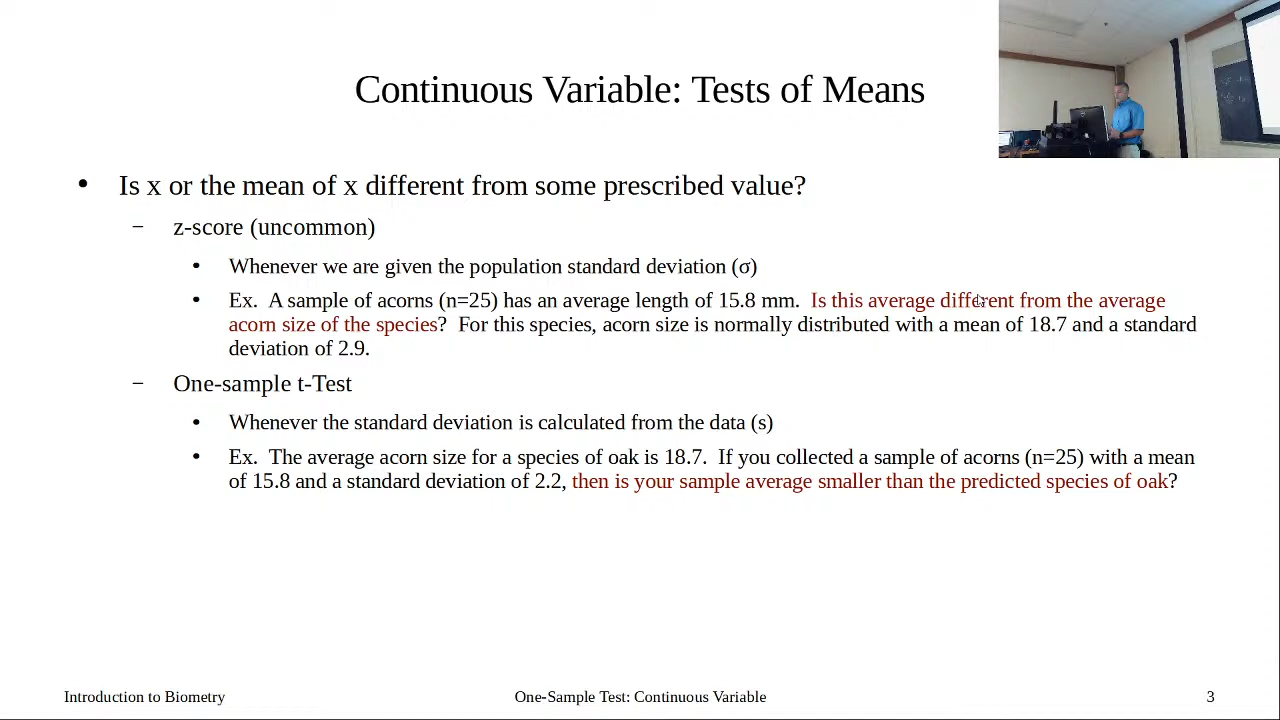 Continuous Variable: Tests of Means
• Is x or the mean of x different from some prescribed value?
– z-score (uncommon)
• Whenever we are given the population standard deviation (σ)
• Ex. A sample of acorns (n=25) has an average length of 15.8 mm. Is this average different from the average
acorn size of the species? For this species, acorn size is normally distributed with a mean of 18.7 and a standard
deviation of 2.9.
– One-sample t-Test
• Whenever the standard deviation is calculated from the data (s)
• Ex. The average acorn size for a species of oak is 18.7. If you collected a sample of acorns (n=25) with a mean
of 15.8 and a standard deviation of 2.2, then is your sample average smaller than the predicted species of oak?
Introduction to Biometry
One-Sample Test: Continuous Variable
3